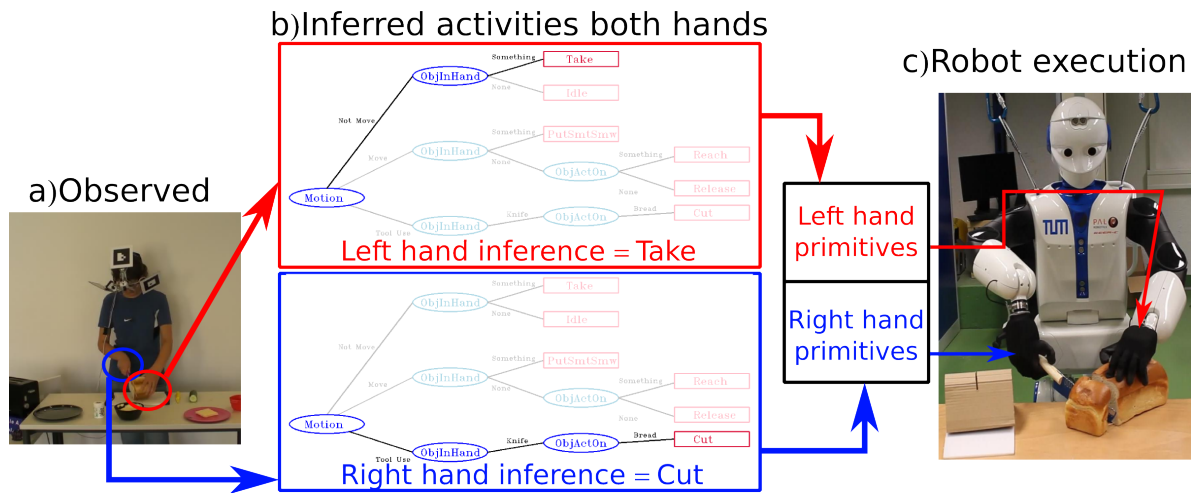 b)Inferred activities both hands
a)Observed
c)Robot execution
Something
ObjInHand
Take
None
Idle
Not Move
Something
Move
ObjInHand
PutSmtSmw
None
Something
Reach
ObjActOn
Motion
None
Release
Knife
Bread
Tool Use
ObjInHand
ObjActOn
Cut
Left hand inference = Take
Something
ObjInHand
Take
None
Idle
Not Move
Something
Move
ObjInHand
PutSmtSmw
None
Something
Reach
ObjActOn
Motion
None
Release
Knife
Bread
Tool Use
ObjInHand
ObjActOn
Cut
Right hand inference = Cut
Left hand
primitives
Right hand
primitives
TUM
PAL